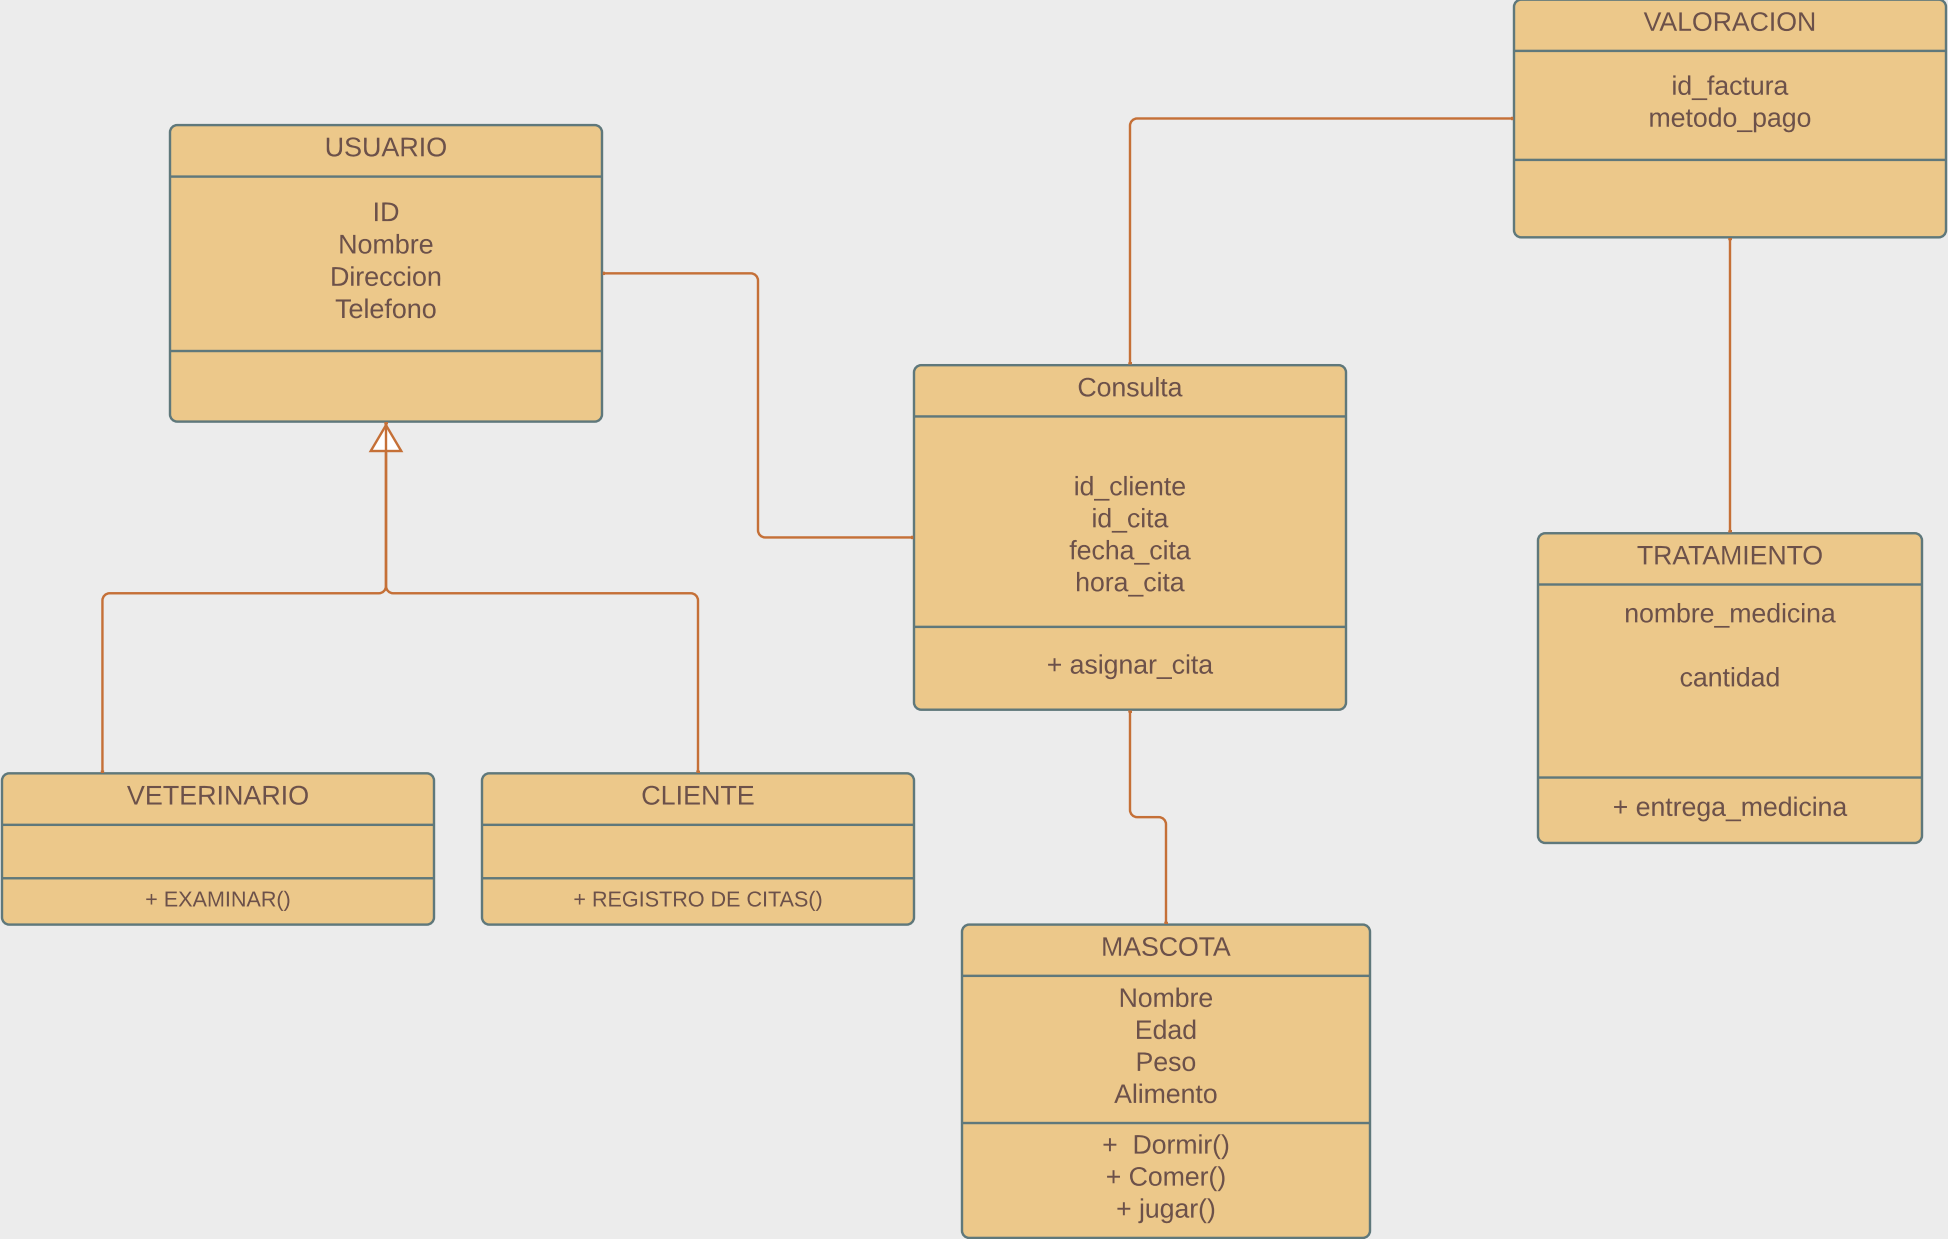 USUARIO
ID
Nombre
Direccion
Telefono
VETERINARIO
+ EXAMINAR()
CLIENTE
+ REGISTRO DE CITAS()
Consulta
id_cliente
id_cita
fecha_cita
hora_cita
+ asignar_cita
MASCOTA
Nombre
Edad
Peso
Alimento
+  Dormir()
+ Comer()
+ jugar()
VALORACION
id_factura
metodo_pago
TRATAMIENTO
nombre_medicina
cantidad
+ entrega_medicina